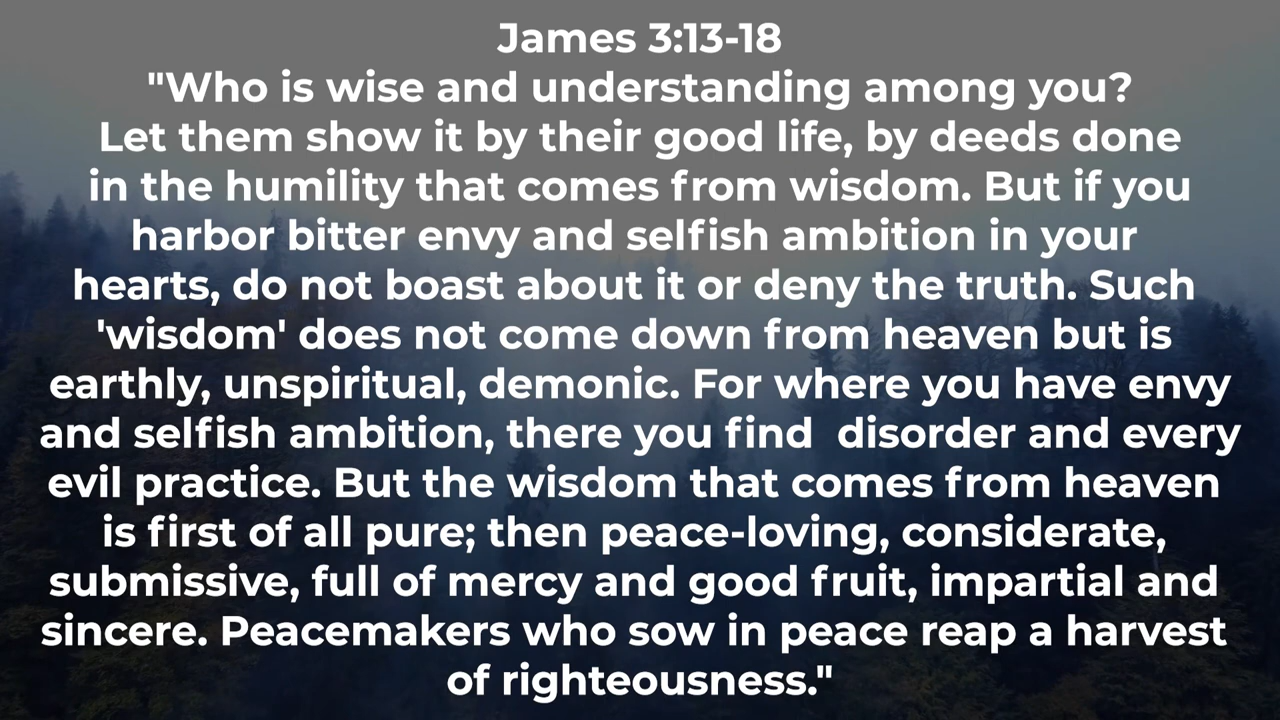 James 3:13-18
"Who is wise and understanding among you?
Let them show it by their good life, by deeds done
in the humility that comes from wisdom. But if you
harbor bitter envy and selfish ambition in your
hearts, do not boast about it or deny the truth. Such
'wisdom' does not come down from heaven but is
earthly, unspiritual, demonic. For where you have envy
and selfish ambition, there you find  disorder and every
evil practice. But the wisdom that comes from heaven
is first of all pure; then peace-loving, considerate,
submissive, full of mercy and good fruit, impartial and
sincere. Peacemakers who sow in peace reap a harvest
of righteousness."